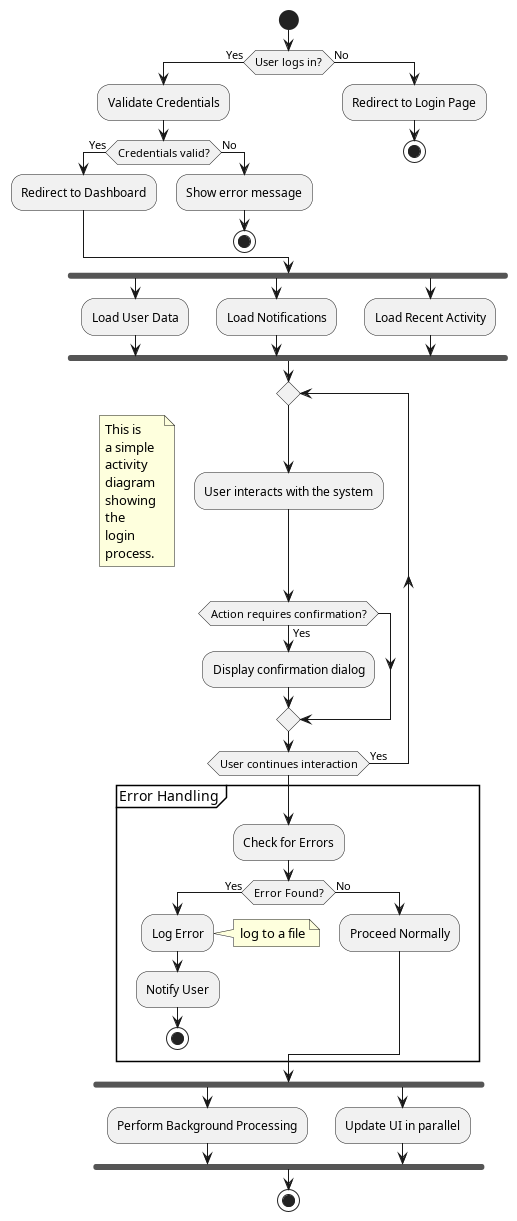 Yes
User logs in?
No
Validate Credentials
Redirect to Login Page
Yes
Credentials valid?
No
Redirect to Dashboard
Show error message
Load User Data
Load Notifications
Load Recent Activity
This is
a simple
activity
diagram
showing
the
login
process.
User interacts with the system
Action requires confirmation?
Yes
Display confirmation dialog
User continues interaction
Yes
Error Handling
Check for Errors
Yes
Error Found?
No
Log Error
log to a file
Proceed Normally
Notify User
Perform Background Processing
Update UI in parallel